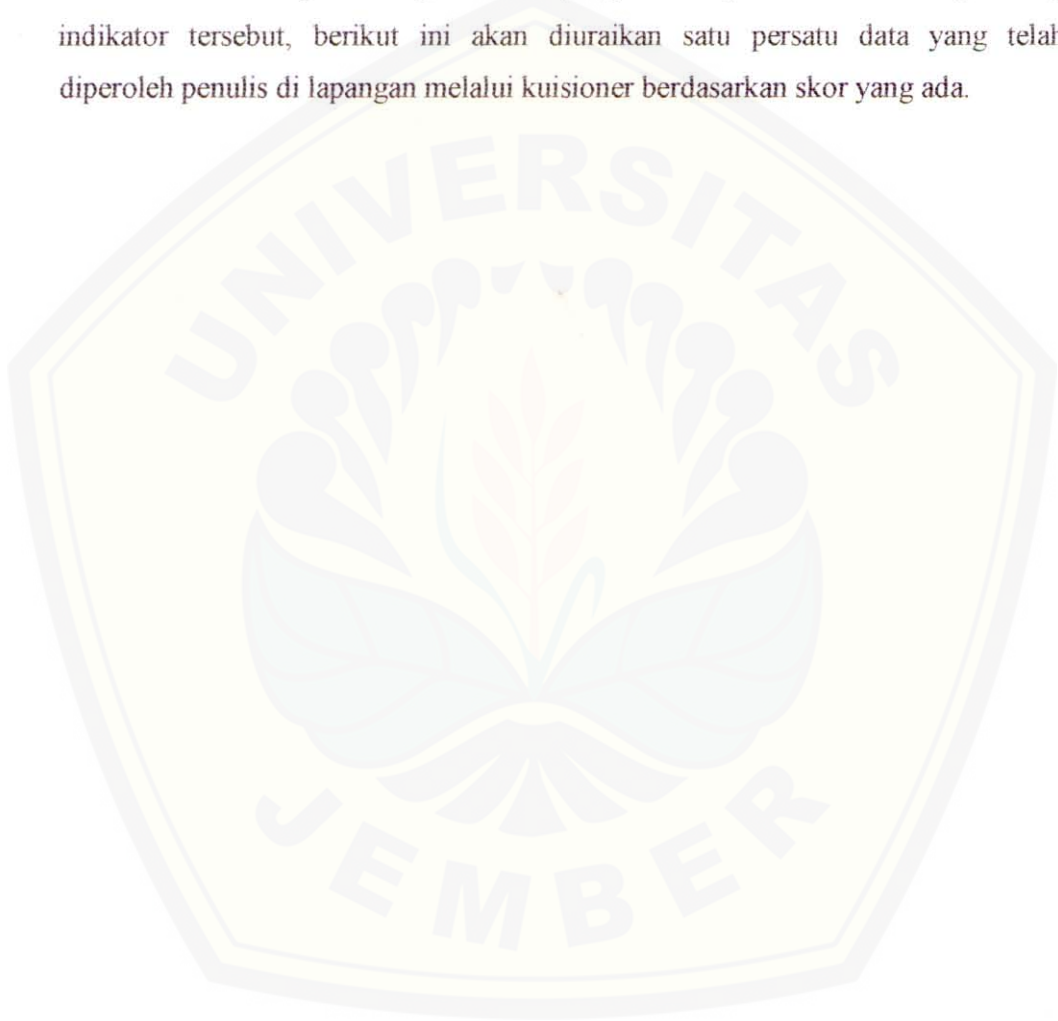 indikator tersebut, berikut ini akan diuraikan satu persatu data yang telah
diperoleh penulis di lapangan melalui kuisioner berdasarkan skor yang ada.
UNIVERSITAS
JEMBER